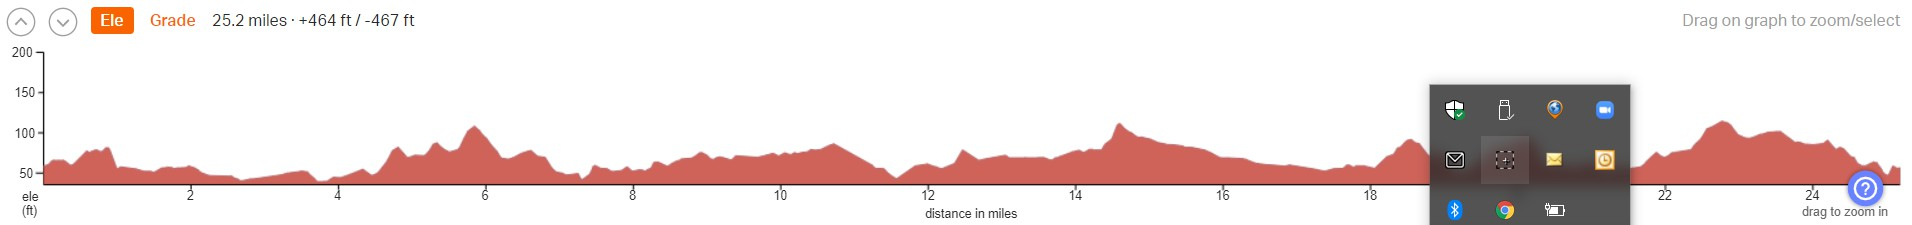 Ele Grade 25.2 miles · +464 ft / -467 ft Drag on graph to zoom/select
200
150
100
50
ele
(ft)
2 4 6 8 10 12 14 16 18 22 24
distance in miles
drag to zoom in